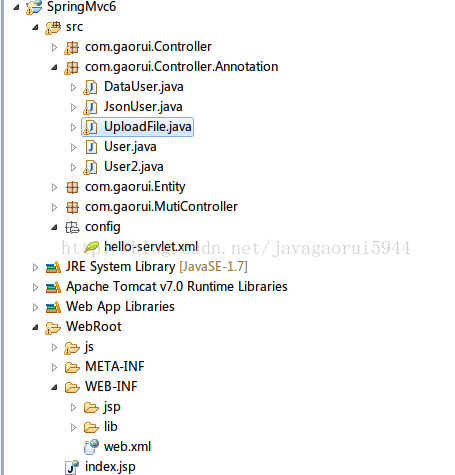 SpringMvc6
src
com.gaorui.Controller
com.gaorui.Controller.Annotation
DataUser.java
JsonUser.java
UploadFile.java
User.java
User2.java
com.gaorui.Entity
com.gaorui.MutiController
config
hello-servlet.xml
http://blog.csdn.net/javagaorui5944
JRE System Library [JavaSE-1.7]
Apache Tomcat v7.0 Runtime Libraries
Web App Libraries
WebRoot
js
META-INF
WEB-INF
jsp
lib
web.xml
index.jsp